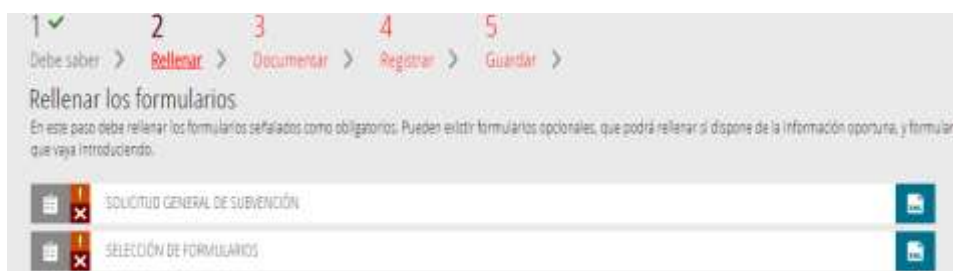 1 2 3 4 5
Debe saber > Rellenar > Documentar > Registrar > Guardar >
Rellenar los formularios
En este paso debe rellenar los formularios señalados como obligatorios. Pueden existir formularios opcionales, que podrá rellenar si dispone de la información oportuna, y formular
que vaya introduciendo.
! SOLICITUD GENERAL DE SUBVENCIÓN
! SELECCIÓN DE FORMULARIOS